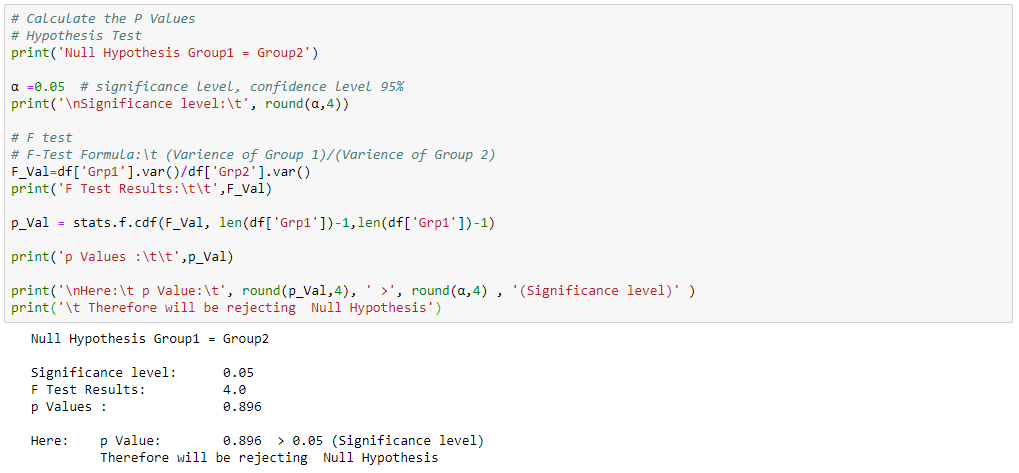 # Calculate the P Values
# Hypothesis Test
print('Null Hypothesis Group1 = Group2')
α =0.05  # significance level, confidence level 95%
print('\nSignificance level:\t', round(α,4))
# F test
# F-Test Formula:\t (Varience of Group 1)/(Varience of Group 2)
F_Val=df['Grp1'].var()/df['Grp2'].var()
print('F Test Results:\t\t',F_Val)
p_Val = stats.f.cdf(F_Val, len(df['Grp1'])-1,len(df['Grp1'])-1)
print('p Values :\t\t',p_Val)
print('\nHere:\t p Value:\t', round(p_Val,4), ' >', round(α,4) , '(Significance level)' )
print('\t Therefore will be rejecting  Null Hypothesis')
Null Hypothesis Group1 = Group2
Significance level:      0.05
F Test Results:          4.0
p Values :               0.896
Here:    p Value:        0.896  > 0.05 (Significance level)
         Therefore will be rejecting  Null Hypothesis